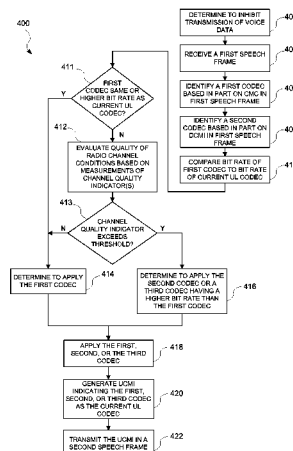 400
DETERMINE TO INHIBIT
TRANSMISSION OF VOICE
DATA
40
RECEIVE A FIRST SPEECH
FRAME
40
IDENTIFY A FIRST CODEC
BASED IN PART ON CMC IN
FIRST SPEECH FRAME
40
IDENTIFY A SECOND
CODEC BASED IN PART ON
DCMI IN FIRST SPEECH
FRAME
40
COMPARE BIT RATE OF
FIRST CODEC TO BIT RATE
OF CURRENT UL CODEC
41
411
FIRST
CODEC SAME OR
HIGHER BIT RATE AS
CURRENT UL
CODEC?
Y
N
412
EVALUATE QUALITY OF
RADIO CHANNEL
CONDITIONS BASED ON
MEASUREMENTS OF
CHANNEL QUALITY
INDICATOR(S)
413
CHANNEL
QUALITY INDICATOR
EXCEEDS
THRESHOLD?
N
Y
DETERMINE TO APPLY
THE FIRST CODEC
414
DETERMINE TO APPLY THE
SECOND CODEC OR A
THIRD CODEC HAVING A
HIGHER BIT RATE THAN
THE FIRST CODEC
416
APPLY THE FIRST,
SECOND, OR THE THIRD
CODEC
418
GENERATE UCMI
INDICATING THE FIRST,
SECOND, OR THIRD CODEC
AS THE CURRENT UL
CODEC
420
TRANSMIT THE UCMI IN A
SECOND SPEECH FRAME
422